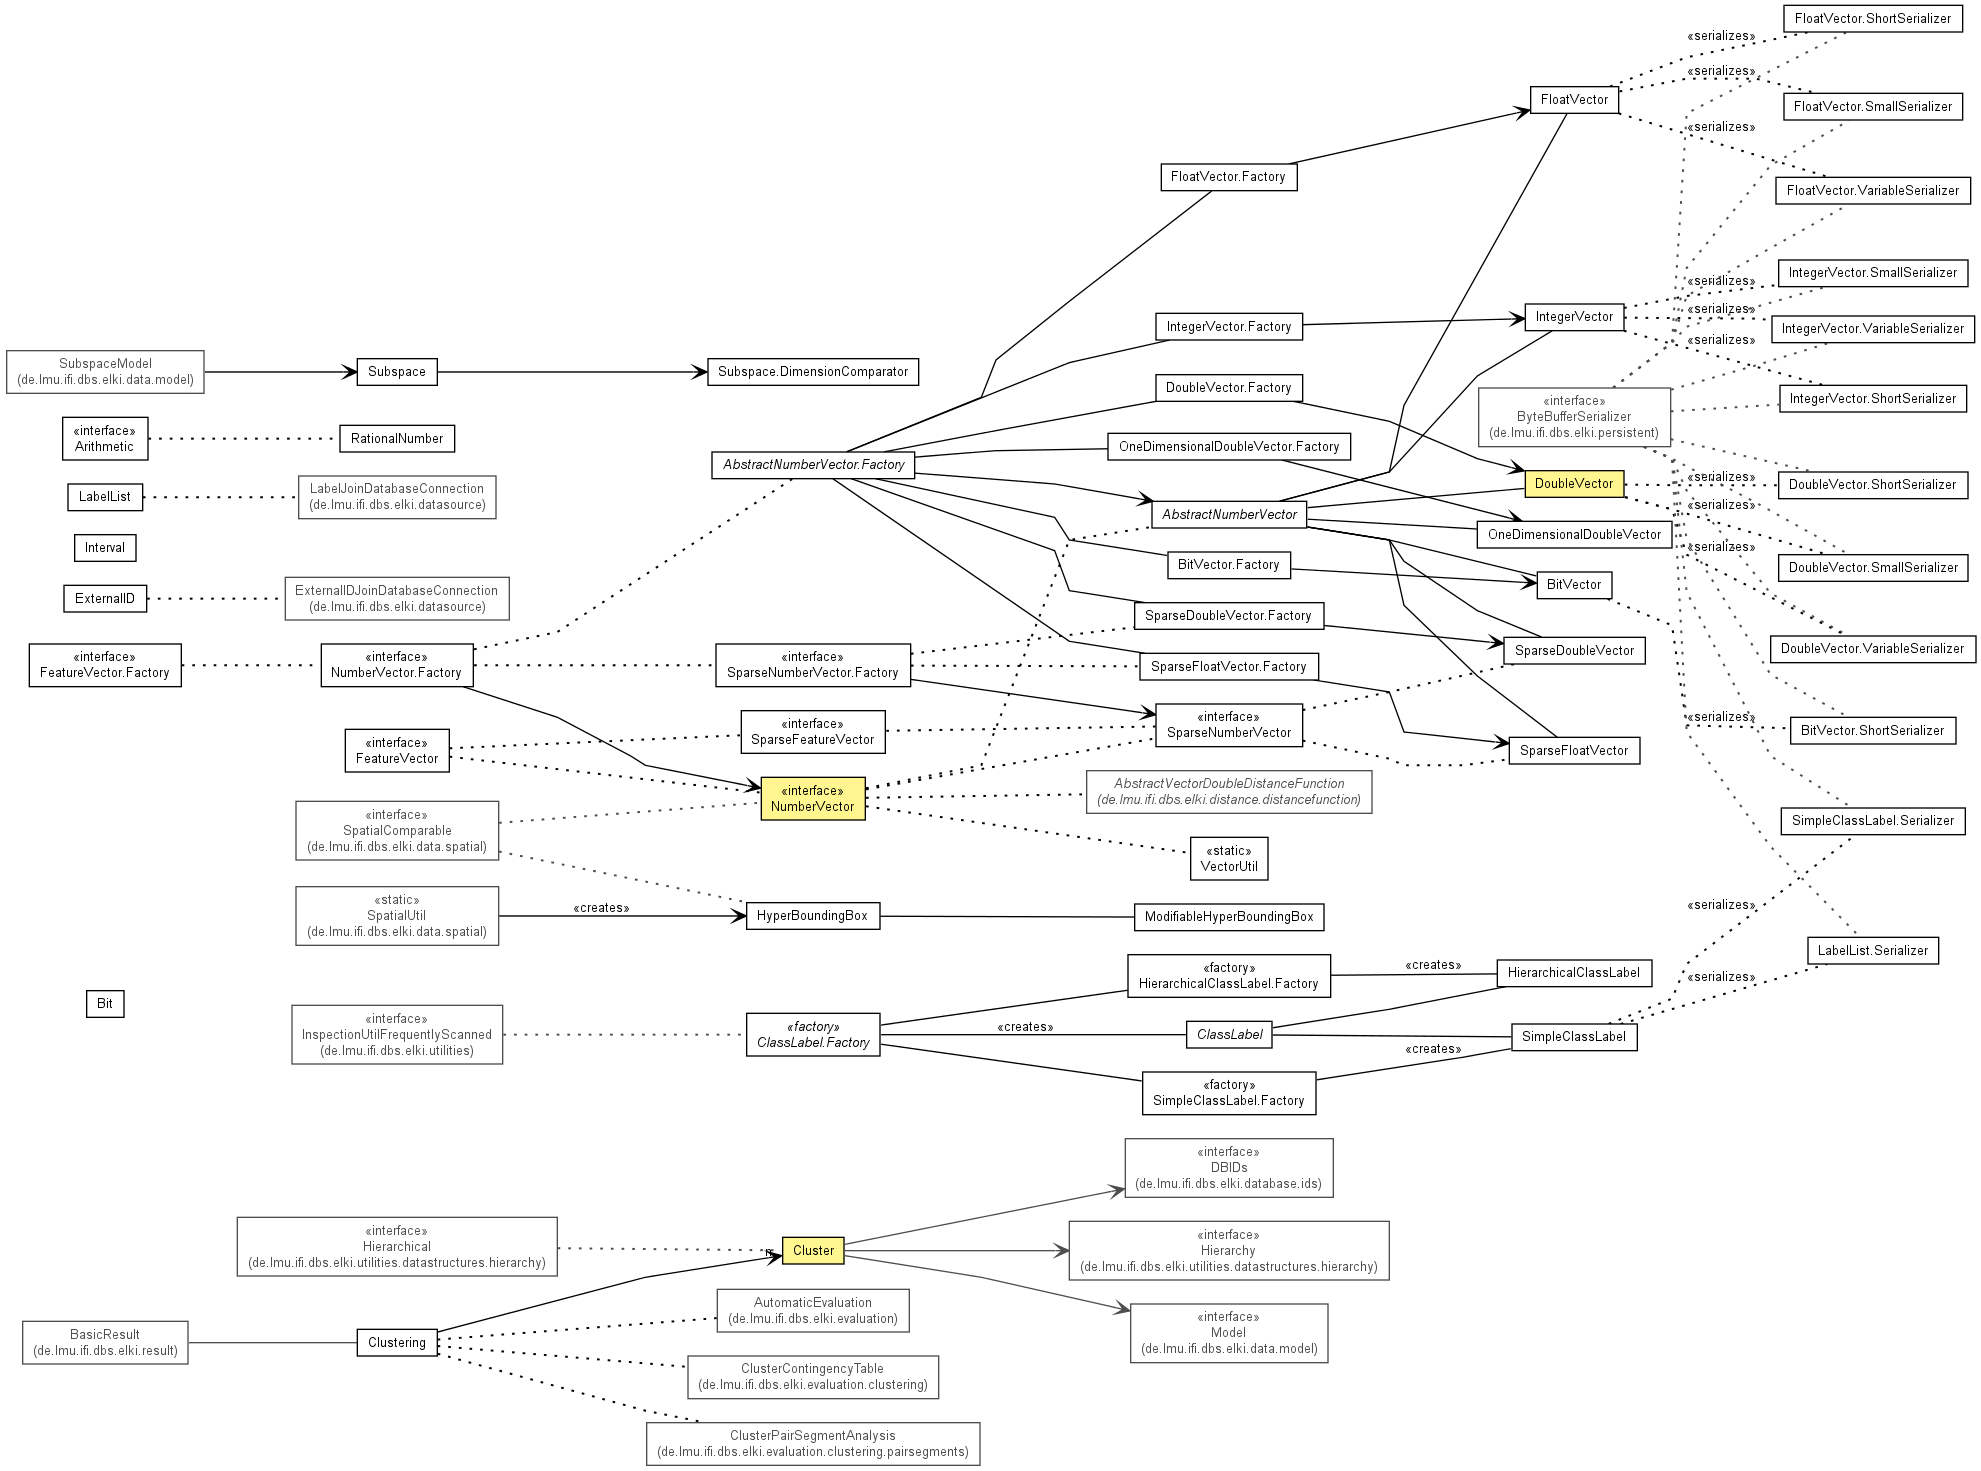 FloatVector.ShortSerializer
«serializes»
«serializes»
FloatVector
FloatVector.SmallSerializer
«serializes»
FloatVector.Factory
FloatVector.VariableSerializer
IntegerVector.SmallSerializer
«serializes»
«serializes»
IntegerVector.Factory
IntegerVector
IntegerVector.VariableSerializer
«serializes»
SubspaceModel
(de.lmu.ifi.dbs.elki.data.model)
Subspace
Subspace.DimensionComparator
DoubleVector.Factory
IntegerVector.ShortSerializer
«interface»
ByteBufferSerializer
(de.lmu.ifi.dbs.elki.persistent)
«interface»
Arithmetic
RationalNumber
OneDimensionalDoubleVector.Factory
AbstractNumberVector.Factory
«serializes»
DoubleVector
DoubleVector.ShortSerializer
LabelList
LabelJoinDatabaseConnection
(de.lmu.ifi.dbs.elki.datasource)
«serializes»
AbstractNumberVector
OneDimensionalDoubleVector
Interval
«serializes»
BitVector.Factory
DoubleVector.SmallSerializer
BitVector
ExternalID
ExternalIDJoinDatabaseConnection
(de.lmu.ifi.dbs.elki.datasource)
SparseDoubleVector.Factory
«interface»
FeatureVector.Factory
«interface»
NumberVector.Factory
«interface»
SparseNumberVector.Factory
SparseDoubleVector
DoubleVector.VariableSerializer
SparseFloatVector.Factory
«interface»
SparseFeatureVector
«interface»
SparseNumberVector
«serializes»
BitVector.ShortSerializer
«interface»
FeatureVector
SparseFloatVector
«interface»
NumberVector
AbstractVectorDoubleDistanceFunction
(de.lmu.ifi.dbs.elki.distance.distancefunction)
«interface»
SpatialComparable
(de.lmu.ifi.dbs.elki.data.spatial)
SimpleClassLabel.Serializer
«static»
VectorUtil
«static»
SpatialUtil
(de.lmu.ifi.dbs.elki.data.spatial)
«creates»
HyperBoundingBox
ModifiableHyperBoundingBox
«serializes»
LabelList.Serializer
«factory»
HierarchicalClassLabel.Factory
«creates»
HierarchicalClassLabel
«serializes»
Bit
«interface»
InspectionUtilFrequentlyScanned
(de.lmu.ifi.dbs.elki.utilities)
«factory»
ClassLabel.Factory
«creates»
ClassLabel
SimpleClassLabel
«creates»
«factory»
SimpleClassLabel.Factory
«interface»
DBIDs
(de.lmu.ifi.dbs.elki.database.ids)
«interface»
Hierarchical
(de.lmu.ifi.dbs.elki.utilities.datastructures.hierarchy)
Cluster
«interface»
Hierarchy
(de.lmu.ifi.dbs.elki.utilities.datastructures.hierarchy)
AutomaticEvaluation
(de.lmu.ifi.dbs.elki.evaluation)
«interface»
Model
(de.lmu.ifi.dbs.elki.data.model)
BasicResult
(de.lmu.ifi.dbs.elki.result)
Clustering
ClusterContingencyTable
(de.lmu.ifi.dbs.elki.evaluation.clustering)
ClusterPairSegmentAnalysis
(de.lmu.ifi.dbs.elki.evaluation.clustering.pairsegments)